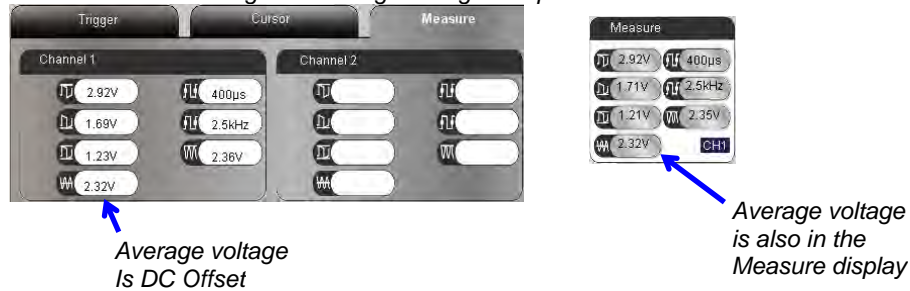 Trigger
Cursor
Measure
Channel 1
2.92V
400µs
1.69V
2.5kHz
1.23V
2.36V
2.32V
Channel 2
Average voltage
Is DC Offset
Measure
2.92V
400µs
1.71V
2.5kHz
1.21V
2.35V
2.32V
CH1
Average voltage
is also in the
Measure display